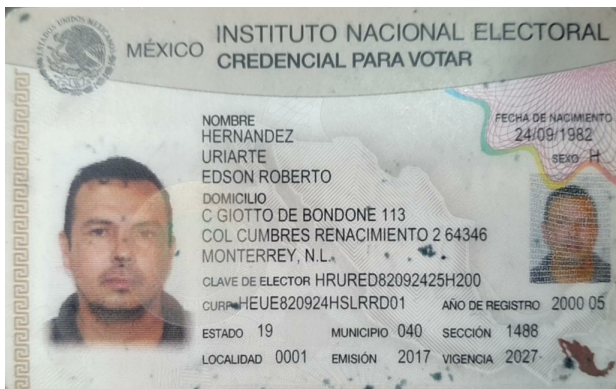 MÉXICO INSTITUTO NACIONAL ELECTORAL
CREDENCIAL PARA VOTAR
NOMBRE
HERNANDEZ
URIARTE
EDSON ROBERTO
FECHA DE NACIMIENTO
24/09/1982
SEXO H
DOMICILIO
C GIOTTO DE BONDONE 113
COL CUMBRES RENACIMIENTO 2 64346
MONTERREY, N.L.
CLAVE DE ELECTOR HRURED82092425H200
CURP HEUE820924HSLRRD01 AÑO DE REGISTRO 2000 05
ESTADO 19 MUNICIPIO 040 SECCIÓN 1488
LOCALIDAD 0001 EMISIÓN 2017 VIGENCIA 2027